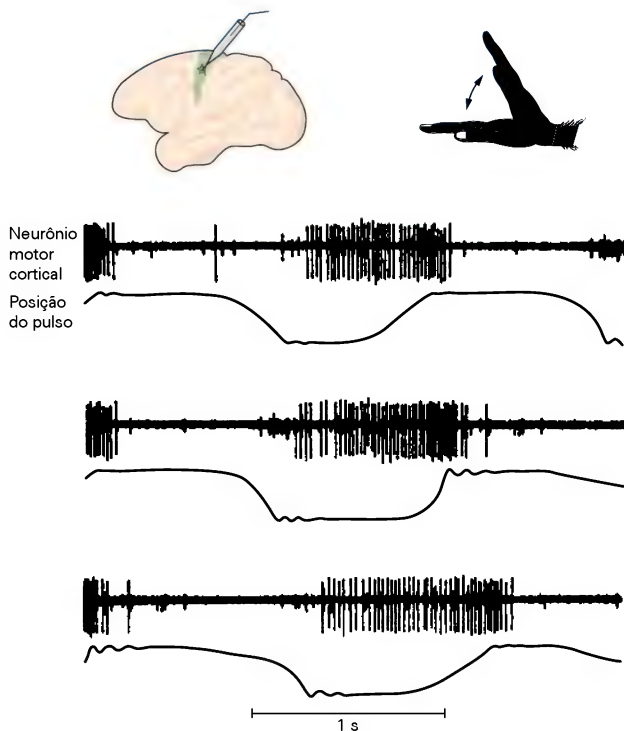 Neurônio
motor
cortical
Posição
do pulso
1 s